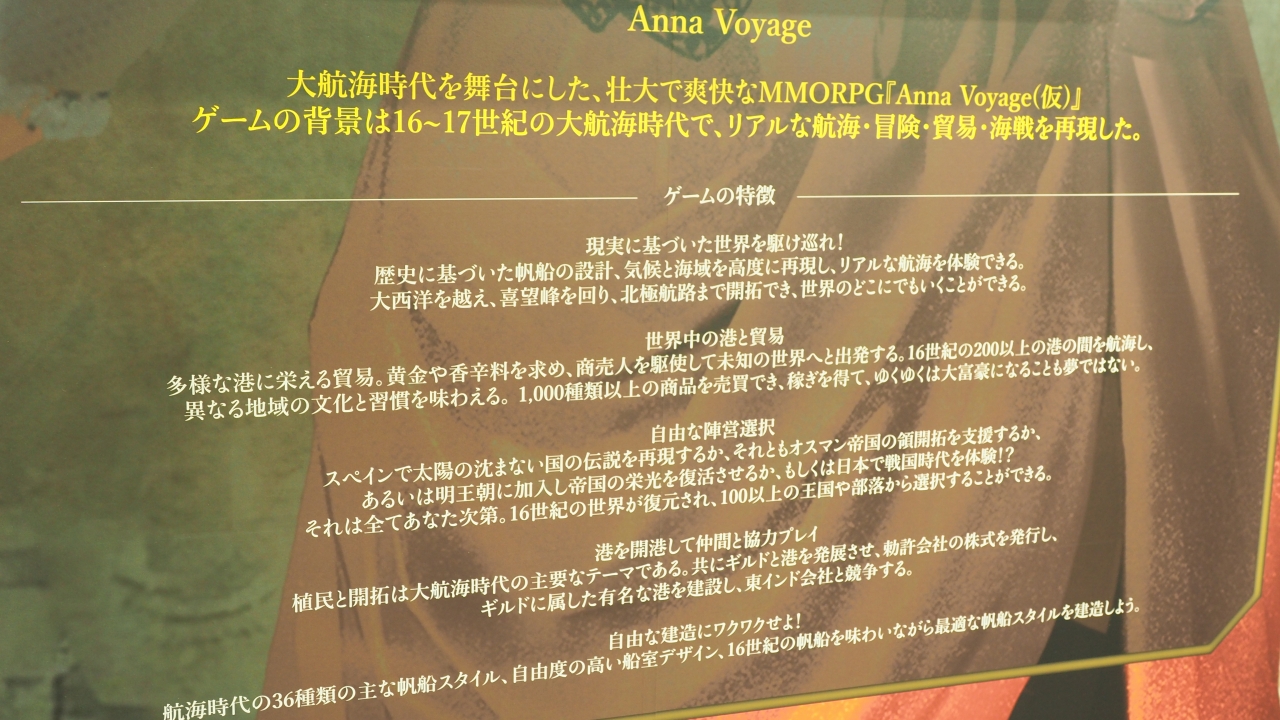 Anna Voyage
大航海時代を舞台にした、壮大で爽快なMMORPG『Anna Voyage(仮)』
ゲームの背景は16~17世紀の大航海時代で、リアルな航海・冒険・貿易・海戦を再現した。
ゲームの特徴
現実に基づいた世界を駆け巡れ!
歴史に基づいた帆船の設計、気候と海域を高度に再現し、リアルな航海を体験できる。
大西洋を越え、喜望峰を回り、北極航路まで開拓でき、世界のどこにでもいくことができる。
世界中の港と貿易
多様な港に栄える貿易。黄金や香辛料を求め、商売人を駆使して未知の世界へと出発する。16世紀の200以上の港の間を航海し、
異なる地域の文化と習慣を味わえる。1,000種類以上の商品を売買でき、稼ぎを得て、ゆくゆくは大富豪になることも夢ではない。
自由な陣営選択
スペインで太陽の沈まない国の伝説を再現するか、それともオスマン帝国の領開拓を支援するか、
あるいは明王朝に加入し帝国の栄光を復活させるか、もしくは日本で戦国時代を体験!?
それは全てあなた次第。16世紀の世界が復元され、100以上の王国や部落から選択することができる。
港を開港して仲間と協力プレイ
植民と開拓は大航海時代の主要なテーマである。共にギルドと港を発展させ、勅許会社の株式を発行し、
ギルドに属した有名な港を建設し、東インド会社と競争する。
自由な建造にワクワクせよ!
航海時代の36種類の主な帆船スタイル、自由度の高い船室デザイン、16世紀の帆船を味わいながら最適な帆船スタイルを建造しよう。